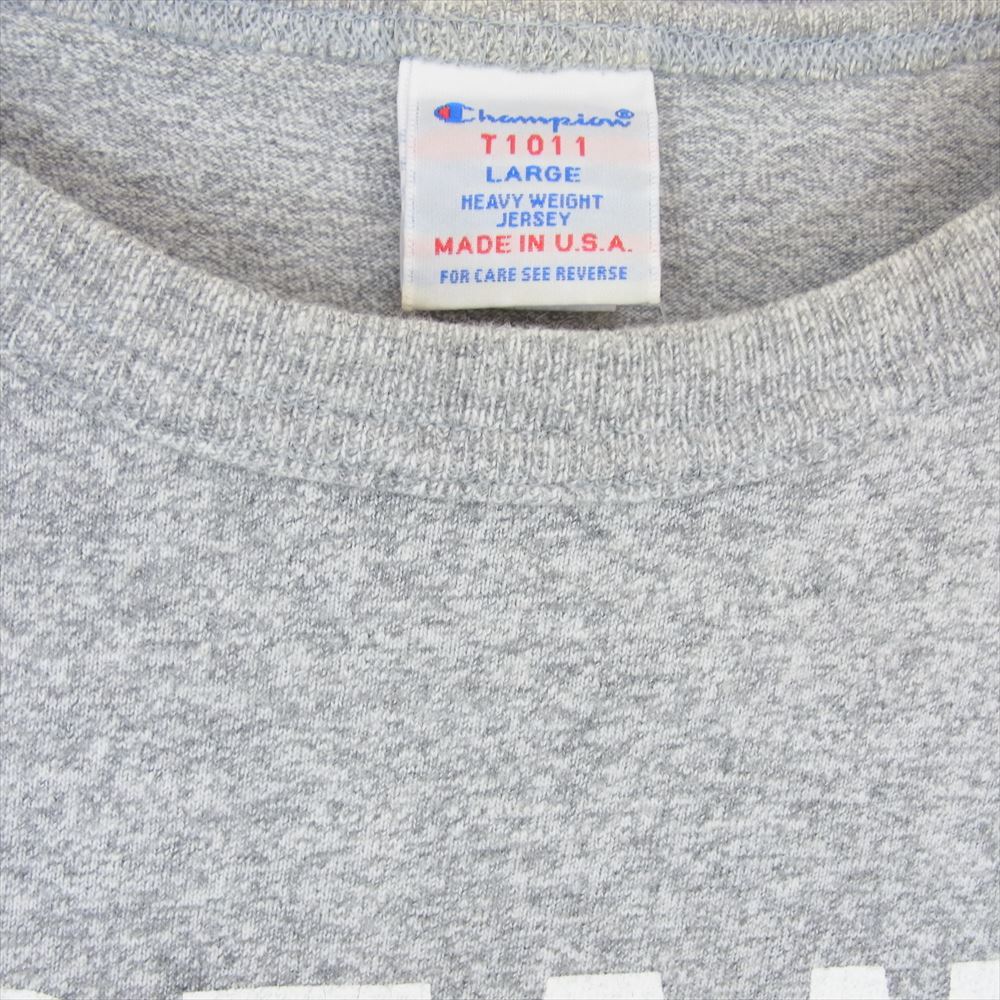 Champion®
T1011
LARGE
HEAVY WEIGHT
JERSEY
MADE IN U.S.A.
FOR CARE SEE REVERSE